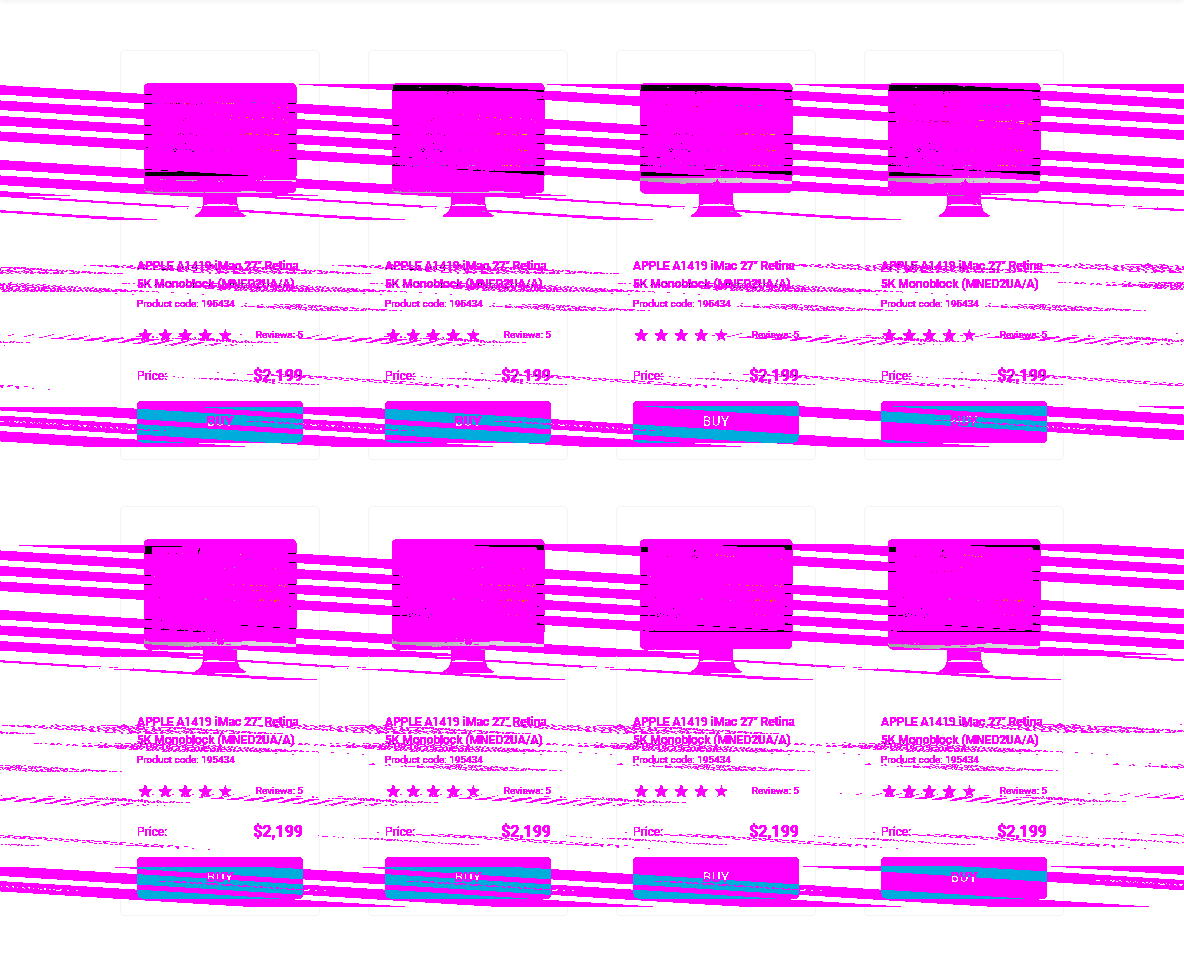 APPLE A1419 iMac 27" Retina APPLE A1419 iMac 27" Retina APPLE A1419 iMac 27" Retina APPLE A1419 iMac 27" Retina
5K Monoblock (MNED2UA/A) 5K Monoblock (MNED2UA/A) 5K Monoblock (MNED2UA/A) 5K Monoblock (MNED2UA/A)
Product code: 195434 Product code: 195434 Product code: 195434 Product code: 195434
Reviews: 5 Reviews: 5 Reviews: 5 Reviews: 5
Price: $2,199 Price: $2,199 Price: $2,199 Price: $2,199
BUY BUY BUY
APPLE A1419 iMac 27" Retina APPLE A1419 iMac 27" Retina APPLE A1419 iMac 27" Retina APPLE A1419 iMac 27" Retina
5K Monoblock (MNED2UA/A) 5K Monoblock (MNED2UA/A) 5K Monoblock (MNED2UA/A) 5K Monoblock (MNED2UA/A)
Product code: 195434 Product code: 195434 Product code: 195434 Product code: 195434
Reviews: 5 Reviews: 5 Reviews: 5 Reviews: 5
Price: $2,199 Price: $2,199 Price: $2,199 Price: $2,199
BUY BUY BUY BUY